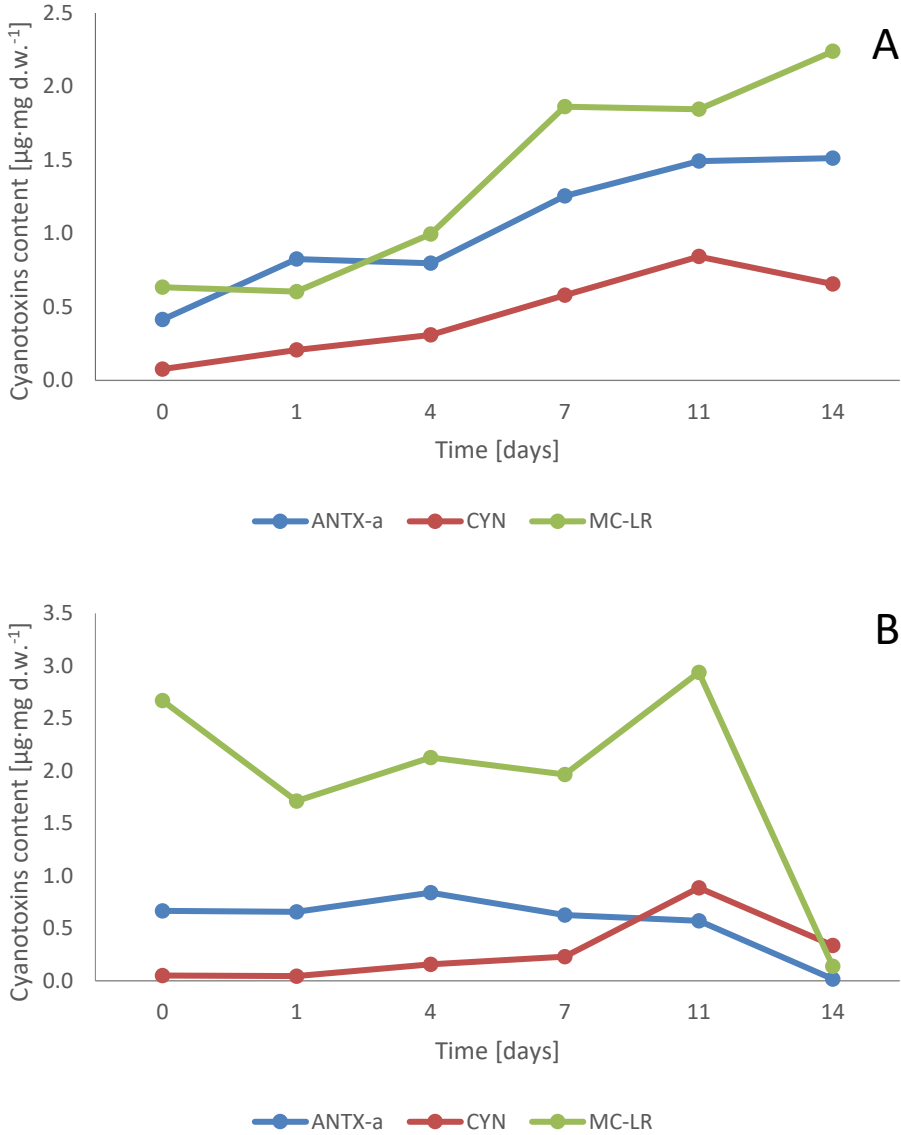 A
Cyanotoxins content [µg·mg d.w.⁻¹]
2.5
2.0
1.5
1.0
0.5
0.0
0 1 4 7 11 14
Time [days]
ANTX-a CYN MC-LR
B
Cyanotoxins content [µg·mg d.w.⁻¹]
3.5
3.0
2.5
2.0
1.5
1.0
0.5
0.0
0 1 4 7 11 14
Time [days]
ANTX-a CYN MC-LR